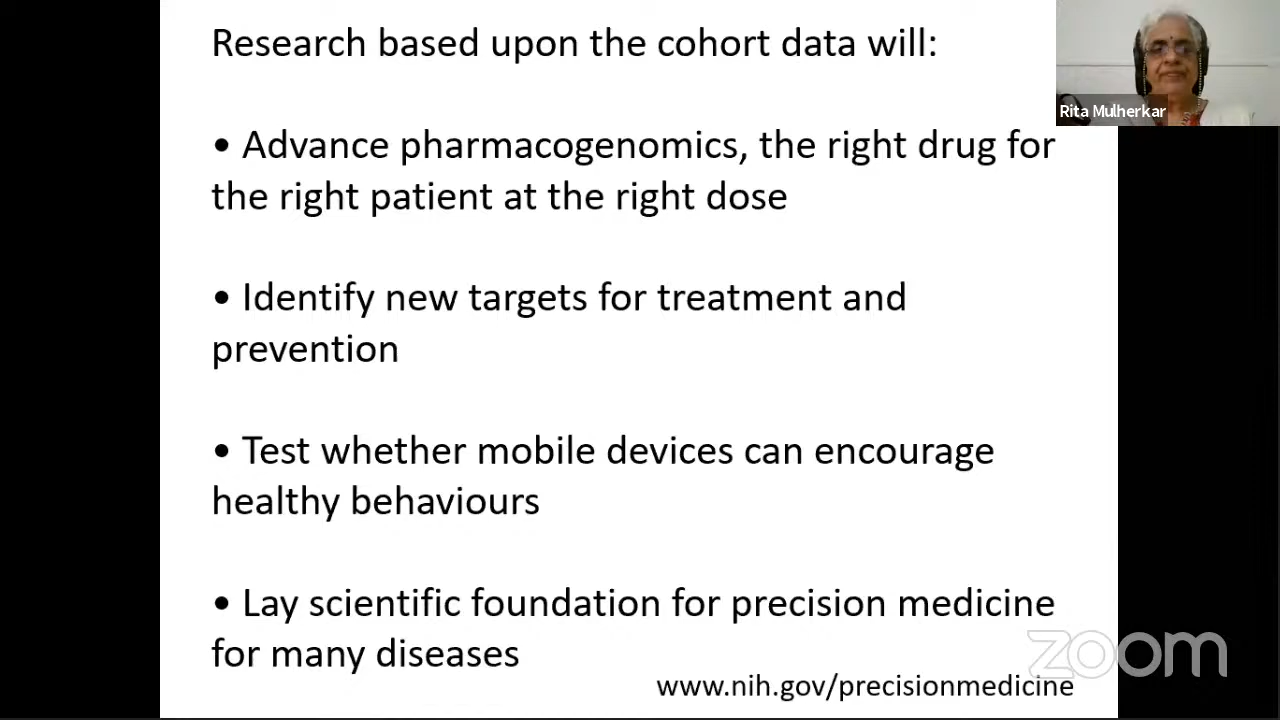 Research based upon the cohort data will:
Rita Mulherkar
• Advance pharmacogenomics, the right drug for
the right patient at the right dose
• Identify new targets for treatment and
prevention
• Test whether mobile devices can encourage
healthy behaviours
• Lay scientific foundation for precision medicine
for many diseases
zoom
www.nih.gov/precisionmedicine